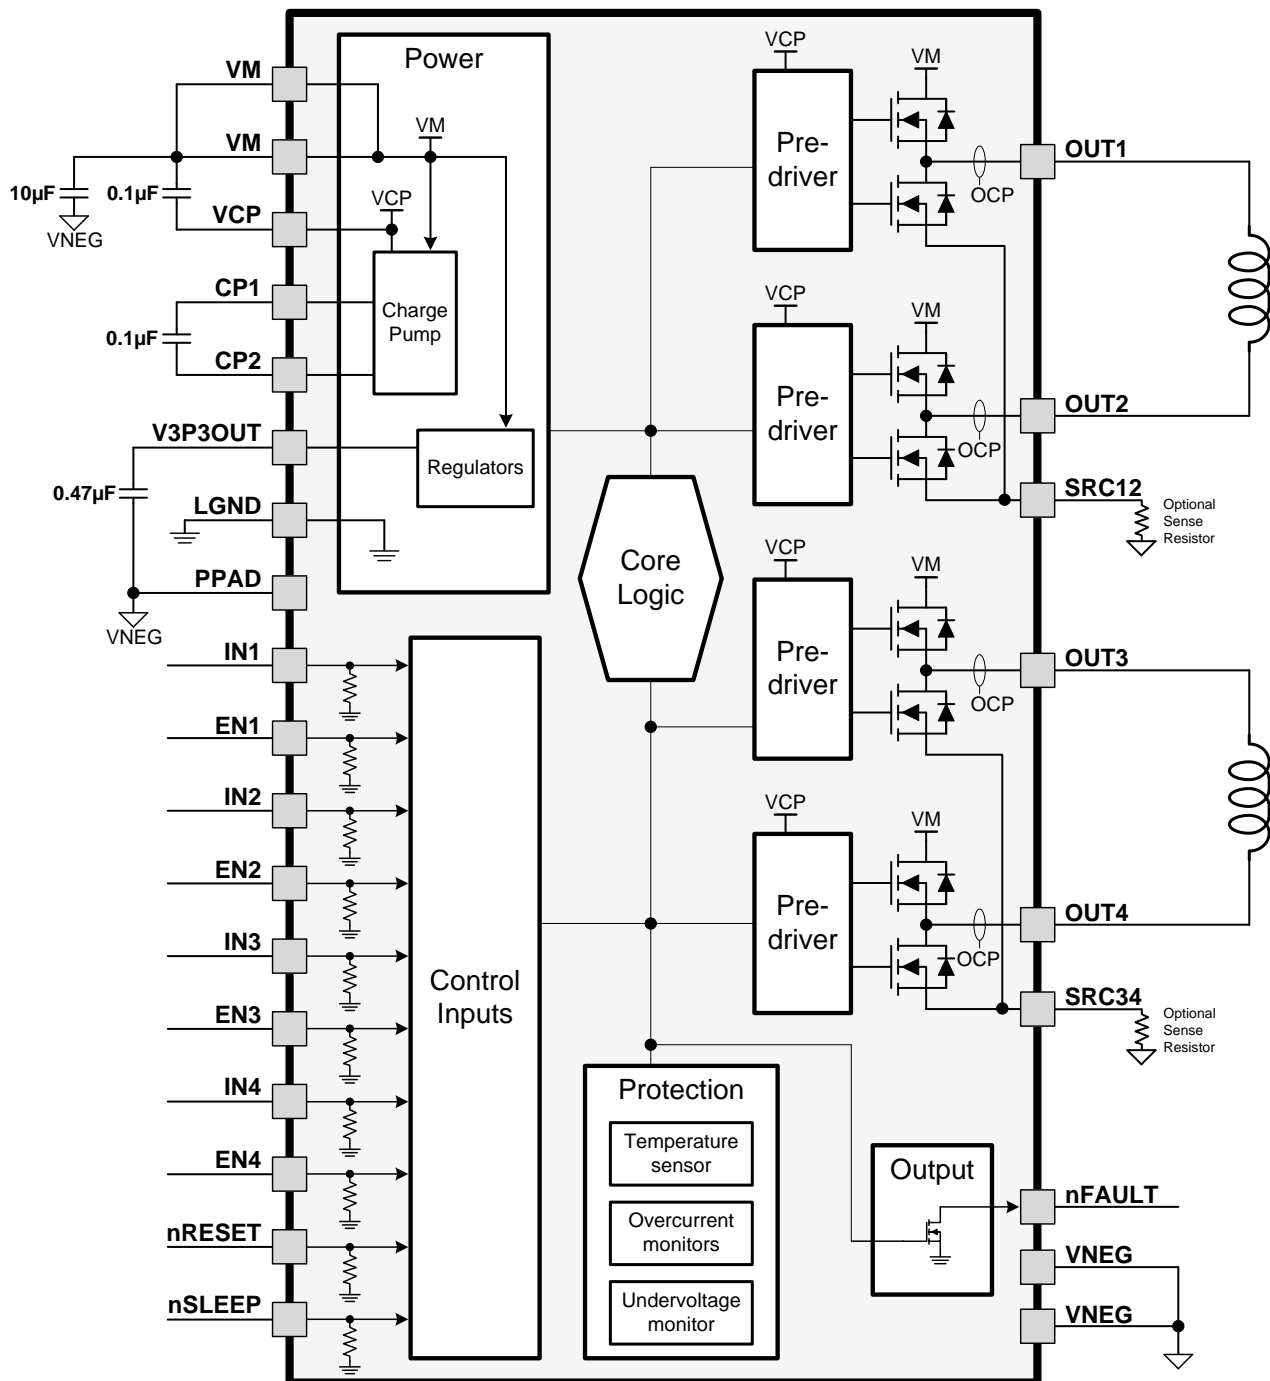 VM
VM
10µF
0.1µF
VNEG
VCP
CP1
0.1µF
CP2
V3P3OUT
0.47µF
LGND
PPAD
VNEG
IN1
EN1
IN2
EN2
IN3
EN3
IN4
EN4
nRESET
nSLEEP
Power
VM
VCP
Charge
Pump
Regulators
Control
Inputs
Core
Logic
Protection
Temperature
sensor
Overcurrent
monitors
Undervoltage
monitor
VCP
Pre-
driver
VM
OCP
OUT1
VCP
Pre-
driver
VM
OCP
OUT2
SRC12
Optional
Sense
Resistor
VCP
Pre-
driver
VM
OCP
OUT3
VCP
Pre-
driver
VM
OCP
OUT4
SRC34
Optional
Sense
Resistor
Output
nFAULT
VNEG
VNEG